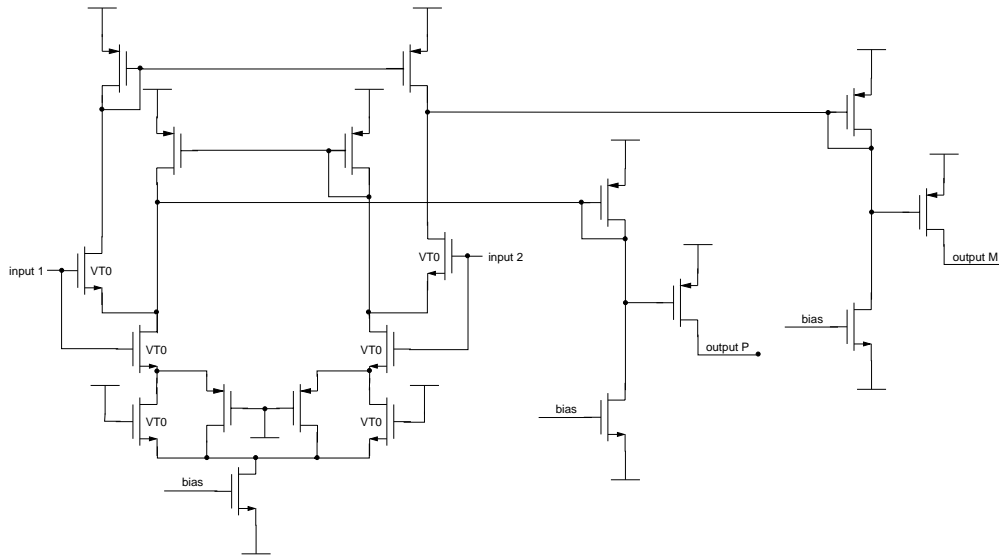 input 1
VT0
VT0
input 2
output M
VT0
VT0
bias
output P
VT0
VT0
bias
bias